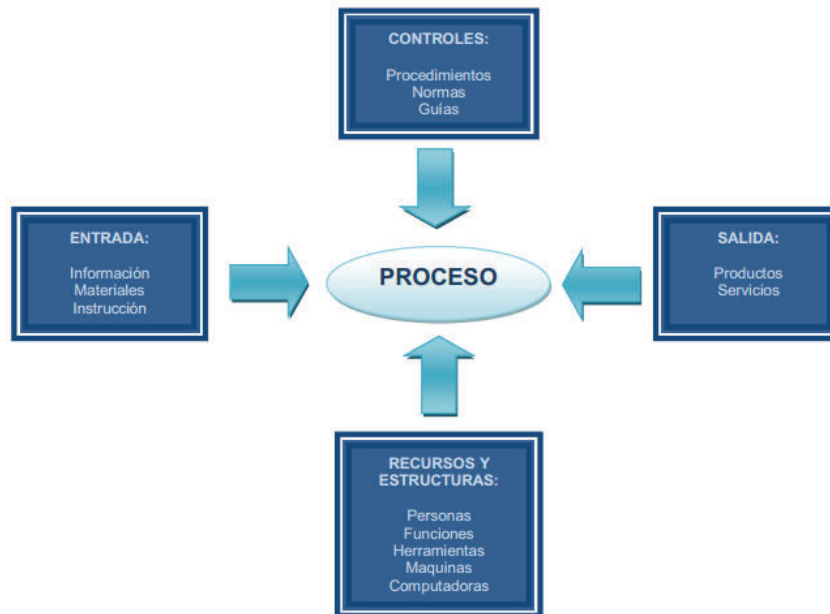 CONTROLES:
Procedimientos
Normas
Guías
ENTRADA:
Información
Materiales
Instrucción
PROCESO
SALIDA:
Productos
Servicios
RECURSOS Y
ESTRUCTURAS:
Personas
Funciones
Herramientas
Maquinas
Computadoras